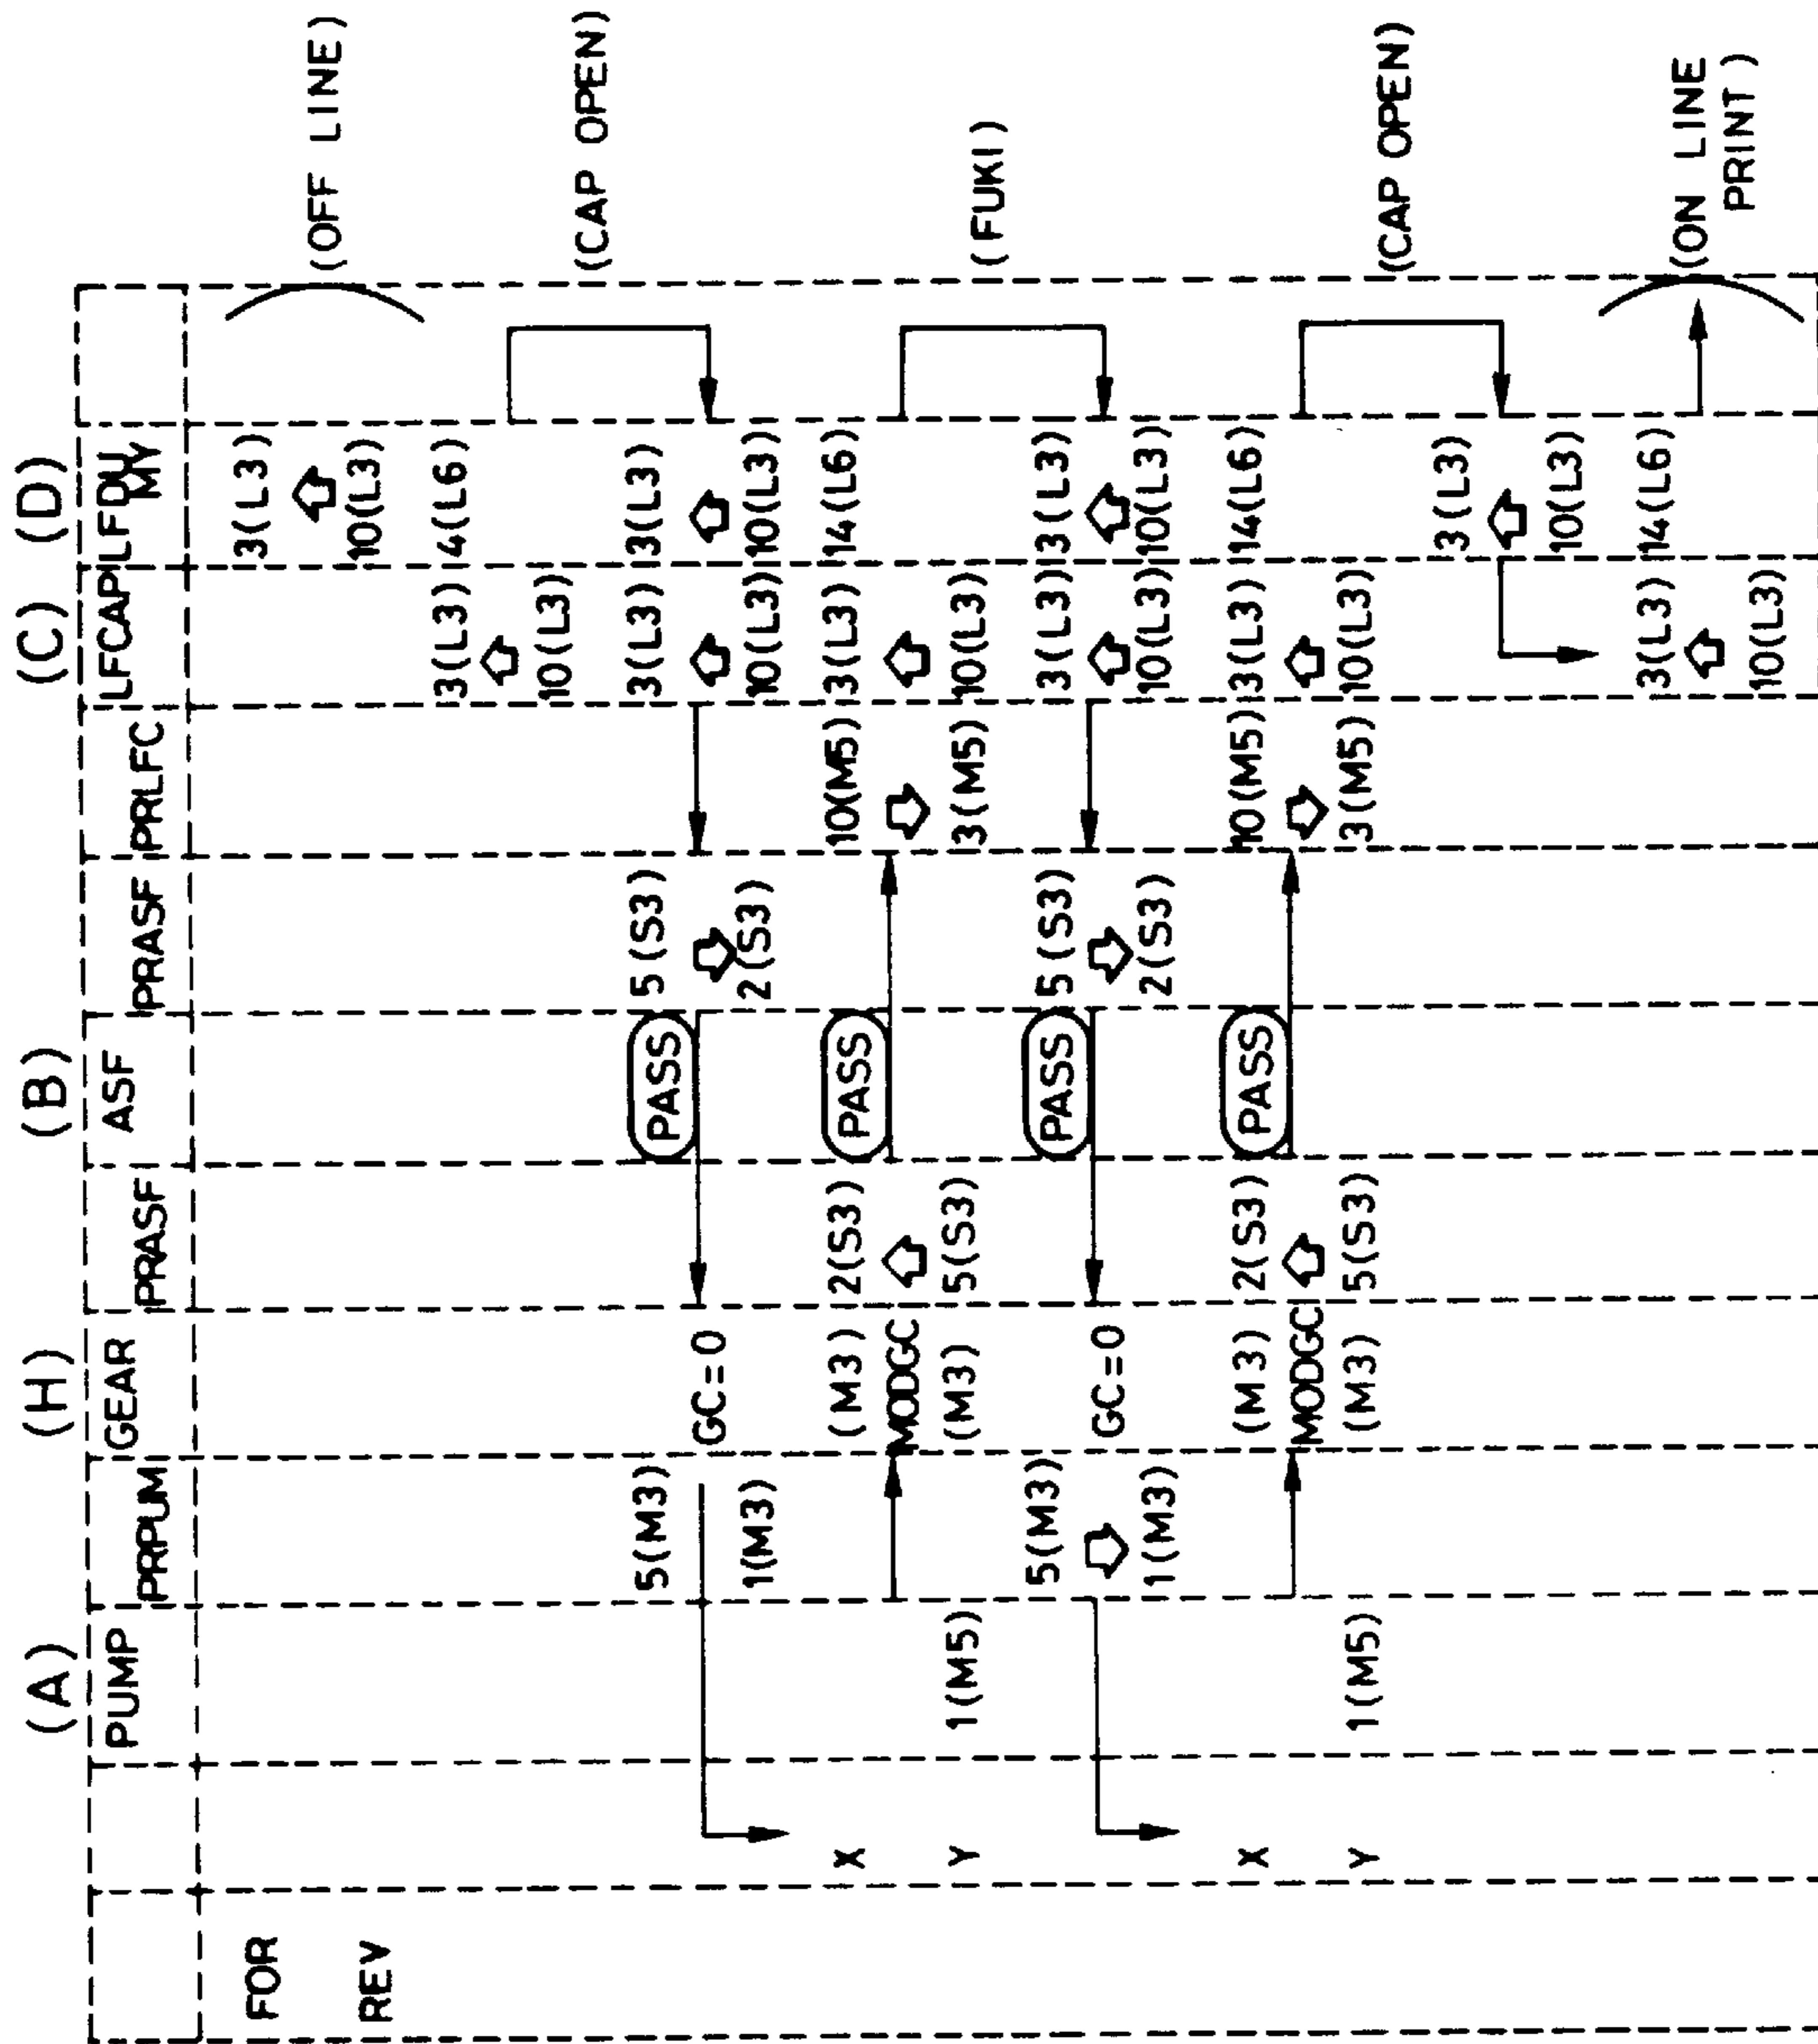 (A) (H) (B) (C) (D)
PUMP PRPUM GEAR PRASF ASF PRASF PRLFC LFCAP LFDU
MY
FOR 3(L3)
(OFF LINE)
REV 10(L3)
3(L3) 4(L6)
10(L3)
(CAP OPEN)
5(M3) PASS 5(S3) 3(L3) 3(L3)
GC=0
1(M3) 2(S3) 10(L3) 10(L3)
X (M3) 2(S3) PASS 10(M5) 3(L3) 14(L6)
MODGC
Y 1(M5) (M3) 5(S3) 3(M5) 10(L3)
(FUKI)
5(M3) PASS 5(S3) 3(L3) 3(L3)
GC=0
1(M3) 2(S3) 10(L3) 10(L3)
X (M3) 2(S3) PASS 10(M5) 3(L3) 14(L6)
MODGC
Y 1(M5) (M3) 5(S3) 3(M5) 10(L3)
(CAP OPEN)
3(L3)
10(L3)
3(L3) 14(L6)
(ON LINE
PRINT)
10(L3)